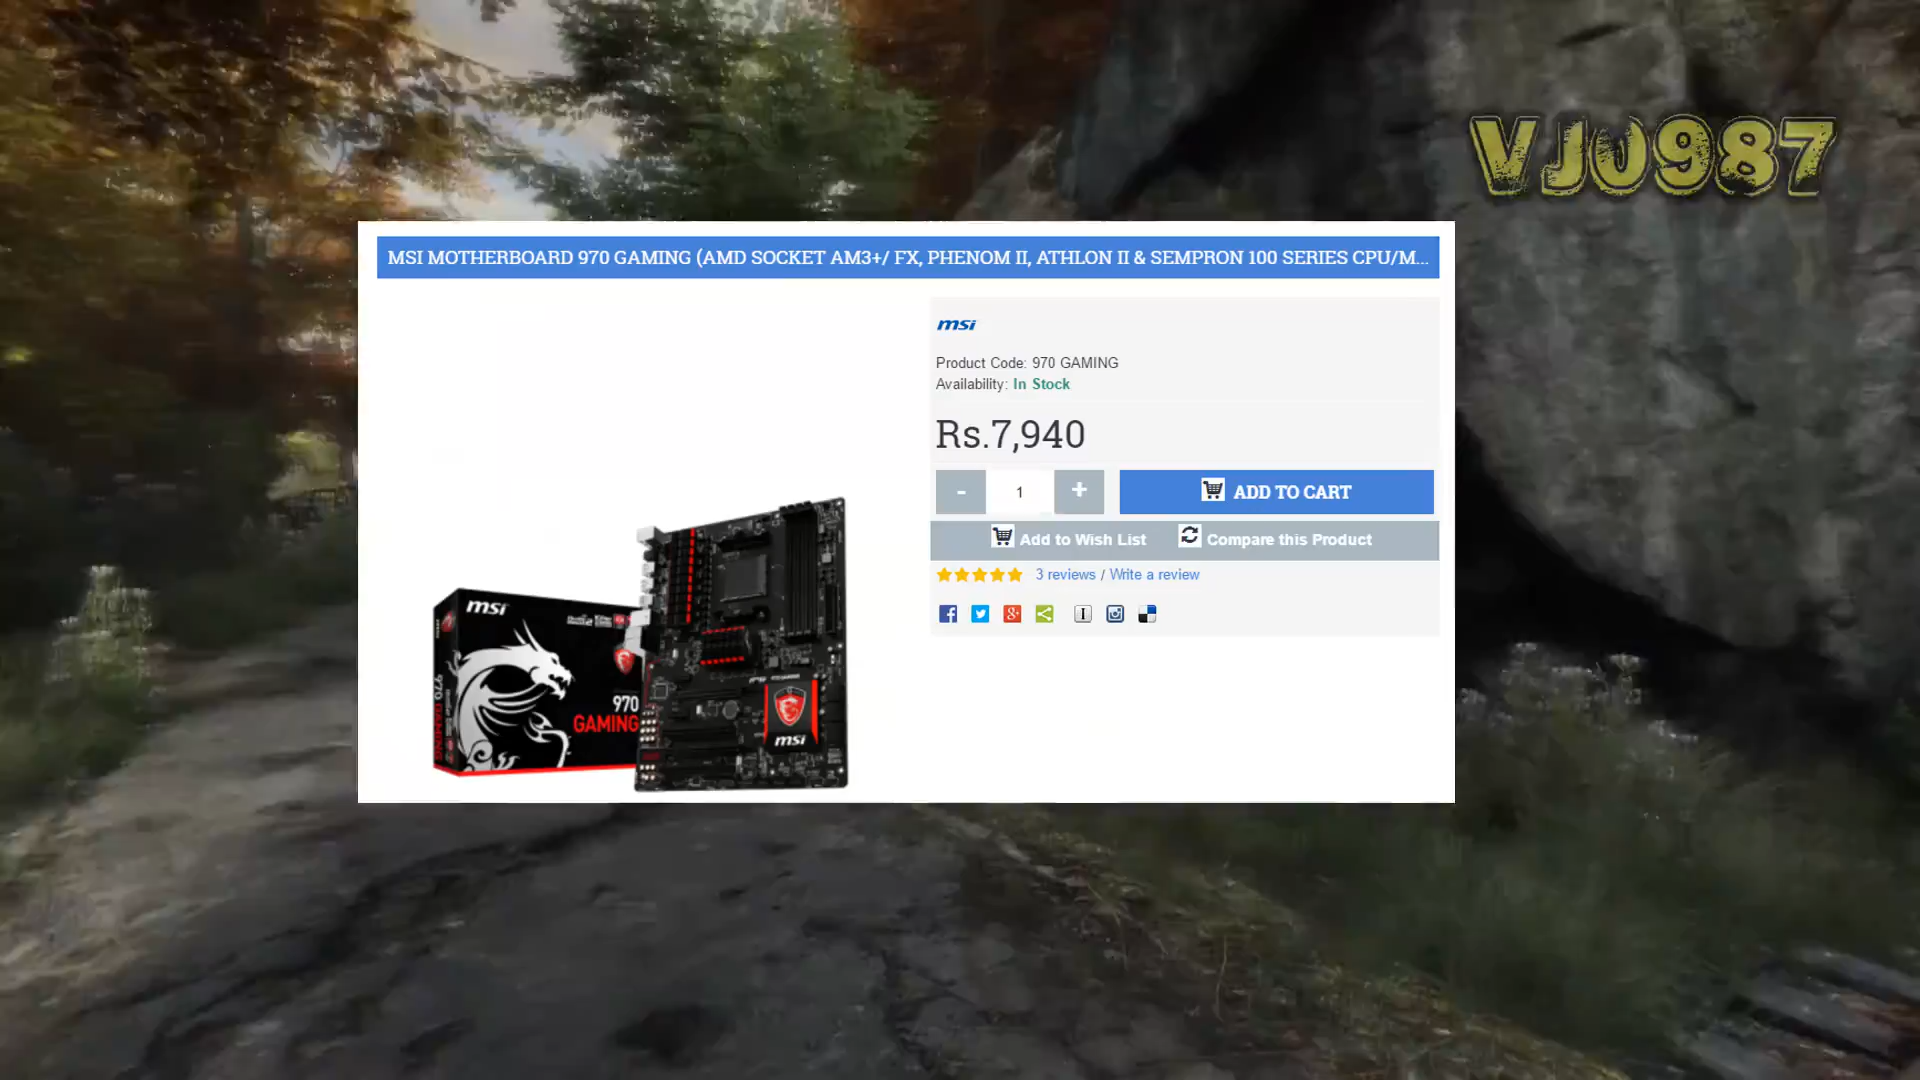 VJ0987
MSI MOTHERBOARD 970 GAMING (AMD SOCKET AM3+/ FX, PHENOM II, ATHLON II & SEMPRON 100 SERIES CPU/M...
msi
Product Code: 970 GAMING
Availability: In Stock
Rs.7,940
- 1 + ADD TO CART
Add to Wish List Compare this Product
3 reviews / Write a review
msi
970
GAMING
970 GAMING
msi